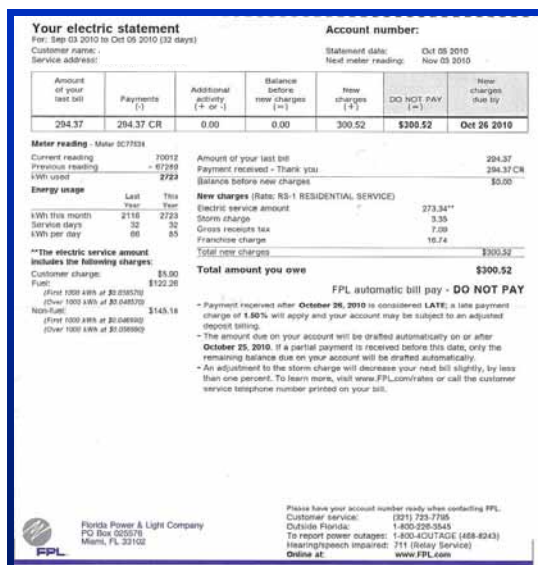 Your electric statement
Account number:
For: Sep 03 2010 to Oct 05 2010 (32 days)
Customer name: .
Service address:
Statement date: Oct 05 2010
Next meter reading: Nov 03 2010
Amount of your last bill
Payments (-)
Additional activity (+ or -)
Balance before new charges (=)
New charges (+)
DO NOT PAY (=)
New charges due by
294.37 294.37 CR 0.00 0.00 300.52 $300.52 Oct 26 2010
Meter reading - Meter
Current reading 70012
Previous reading - 67289
kWh used 2723
Energy usage
Last Year This Year
kWh this month 2116 2723
Service days 32 32
kWh per day 66 85
**The electric service amount
includes the following charges:
Customer charge: $5.90
Fuel: $122.26
(First 1000 kWh at
(Over 1000 kWh at
Non-fuel: $145.18
(First 1000 kWh at
(Over 1000 kWh at
Amount of your last bill 294.37
Payment received - Thank you 294.37 CR
Balance before new charges $0.00
New charges (Rate: RS-1 RESIDENTIAL SERVICE)
Electric service amount 273.34**
Storm charge 3.35
Gross receipts tax 7.09
Franchise charge 16.74
Total new charges $300.52
Total amount you owe $300.52
FPL automatic bill pay - DO NOT PAY
- Payment received after October 26, 2010 is considered LATE; a late payment
charge of 1.50% will apply and your account may be subject to an adjusted
deposit billing.
- The amount due on your account will be drafted automatically on or after
October 25, 2010. If a partial payment is received before this date, only the
remaining balance due on your account will be drafted automatically.
- An adjustment to the storm charge will decrease your next bill slightly, by less
than one percent. To learn more, visit www.FPL.com/rates or call the customer
service telephone number printed on your bill.
FPL
Florida Power & Light Company
PO Box 025576
Miami, FL 33102
Please have your account number ready when contacting FPL.
Customer service: (321) 723-7795
Outside Florida: 1-800-226-3545
To report power outages: 1-800-4OUTAGE (468-8243)
Hearing/speech impaired: 711 (Relay Service)
Online at: www.FPL.com